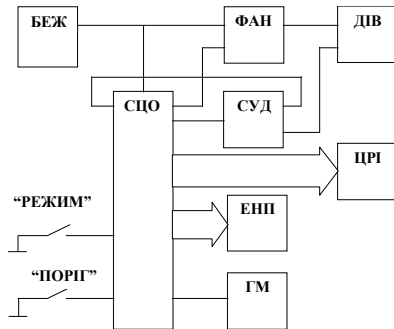 БЕЖ
ФАН
ДІВ
СЦО
СУД
ЦРІ
“РЕЖИМ”
ЕНП
“ПОРІГ”
ГМ